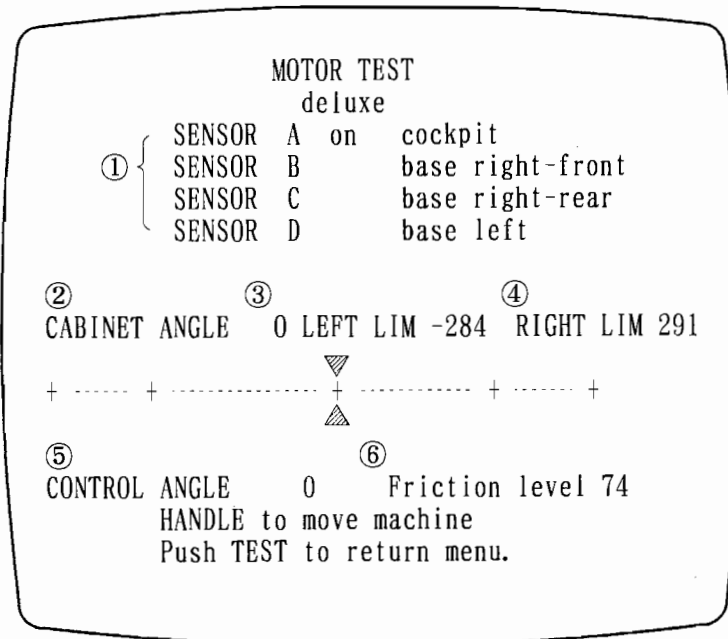 MOTOR TEST
deluxe
SENSOR A on cockpit
① SENSOR B base right-front
SENSOR C base right-rear
SENSOR D base left
② ③ ④
CABINET ANGLE 0 LEFT LIM -284 RIGHT LIM 291
⑤ ⑥
CONTROL ANGLE 0 Friction level 74
HANDLE to move machine
Push TEST to return menu.